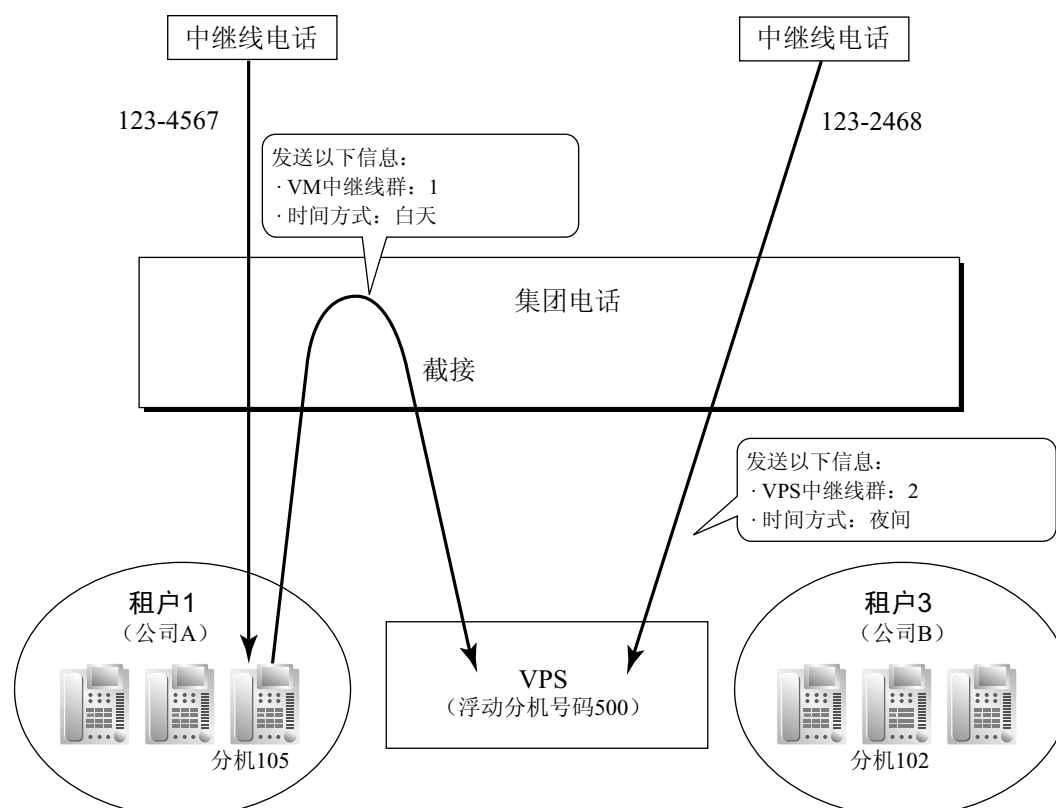 中继线电话
中继线电话
123-4567
123-2468
发送以下信息：
· VM中继线群：1
· 时间方式：白天
集团电话
截接
发送以下信息：
· VPS中继线群：2
· 时间方式：夜间
租户1
（公司A）
分机105
VPS
（浮动分机号码500）
租户3
（公司B）
分机102